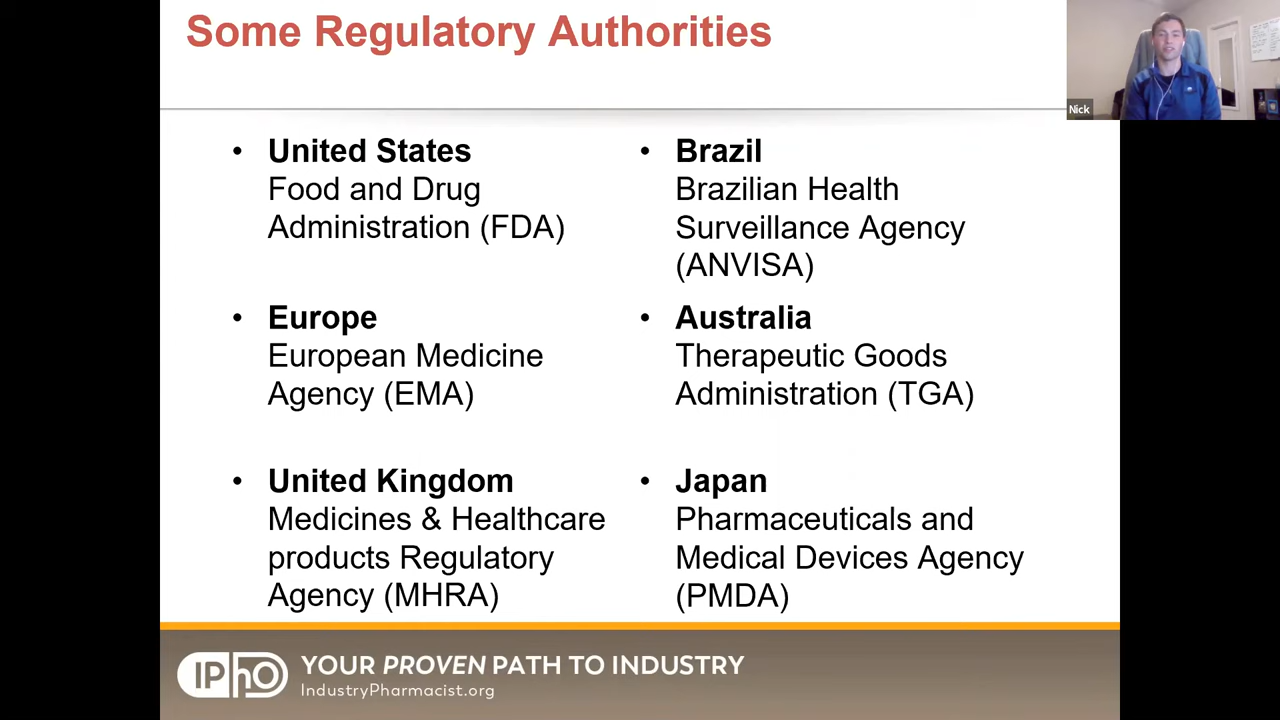 Some Regulatory Authorities
Nick
• United States
Food and Drug
Administration (FDA)
• Europe
European Medicine
Agency (EMA)
• United Kingdom
Medicines & Healthcare
products Regulatory
Agency (MHRA)
• Brazil
Brazilian Health
Surveillance Agency
(ANVISA)
• Australia
Therapeutic Goods
Administration (TGA)
• Japan
Pharmaceuticals and
Medical Devices Agency
(PMDA)
IPhO
YOUR PROVEN PATH TO INDUSTRY
IndustryPharmacist.org